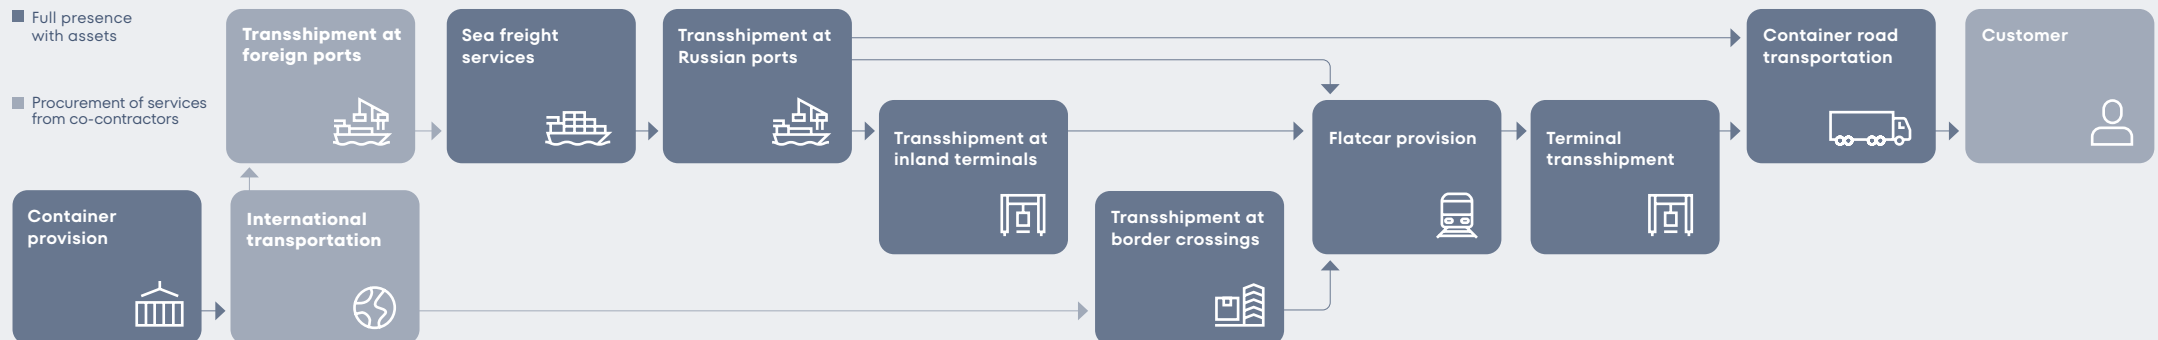 Full presence
with assets
Procurement of services
from co-contractors
Transshipment at
foreign ports
Sea freight
services
Transshipment at
Russian ports
Container road
transportation
Customer
Transshipment at
inland terminals
Flatcar provision
Terminal
transshipment
Container
provision
International
transportation
Transshipment at
border crossings